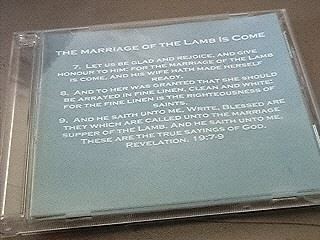 THE MARRIAGE OF THE LAMB IS COME
7. LET US BE GLAD AND REJOICE, AND GIVE
HONOUR TO HIM: FOR THE MARRIAGE OF THE LAMB
IS COME, AND HIS WIFE HATH MADE HERSELF
READY.
8. AND TO HER WAS GRANTED THAT SHE SHOULD
BE ARRAYED IN FINE LINEN, CLEAN AND WHITE:
FOR THE FINE LINEN IS THE RIGHTEOUSNESS OF
SAINTS.
9. AND HE SAITH UNTO ME, WRITE, BLESSED ARE
THEY WHICH ARE CALLED UNTO THE MARRIAGE
SUPPER OF THE LAMB. AND HE SAITH UNTO ME,
THESE ARE THE TRUE SAYINGS OF GOD.
REVELATION, 19:7-9